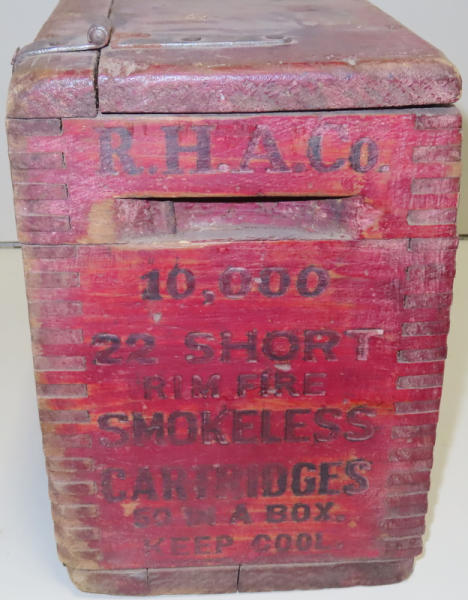 R.H.A.Co.
10,000
22 SHORT
RIM FIRE
SMOKELESS
CARTRIDGES
50 IN A BOX.
KEEP COOL.